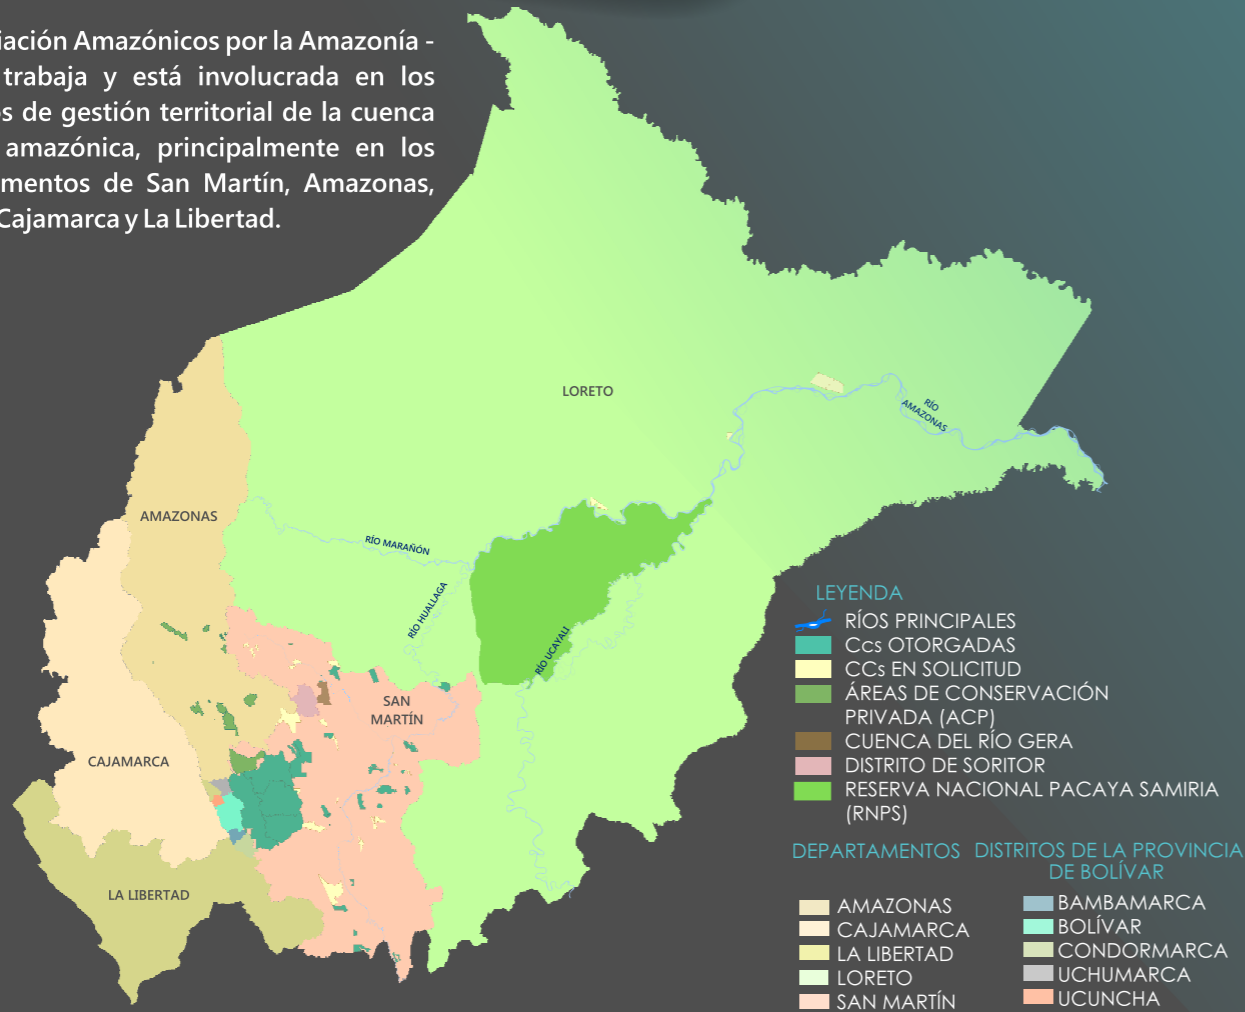 iación Amazónicos por la Amazonía -
trabaja y está involucrada en los
os de gestión territorial de la cuenca
amazónica, principalmente en los
mentos de San Martín, Amazonas,
Cajamarca y La Libertad.
LORETO
RÍO
AMAZONAS
AMAZONAS
RÍO MARAÑÓN
RÍO HUALLAGA
RÍO UCAYALI
SAN
MARTÍN
CAJAMARCA
LA LIBERTAD
LEYENDA
RÍOS PRINCIPALES
Ccs OTORGADAS
CCs EN SOLICITUD
ÁREAS DE CONSERVACIÓN
PRIVADA (ACP)
CUENCA DEL RÍO GERA
DISTRITO DE SORITOR
RESERVA NACIONAL PACAYA SAMIRIA
(RNPS)
DEPARTAMENTOS
AMAZONAS
CAJAMARCA
LA LIBERTAD
LORETO
SAN MARTÍN
DISTRITOS DE LA PROVINCIA
DE BOLÍVAR
BAMBAMARCA
BOLÍVAR
CONDORMARCA
UCHUMARCA
UCUNCHA